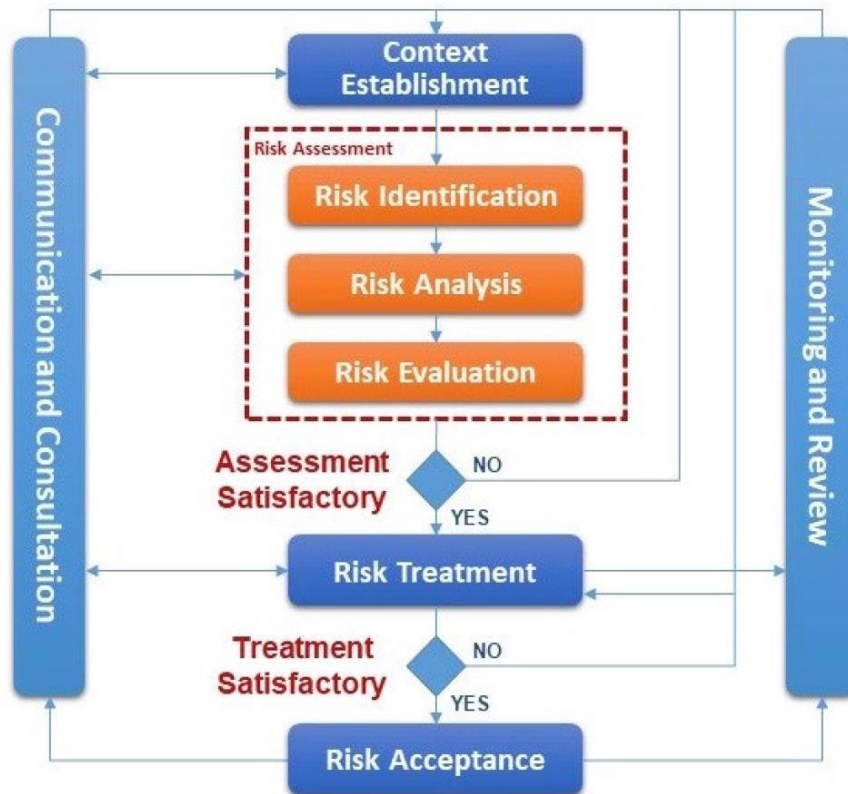 Context
Establishment
Risk Assessment
Risk Identification
Risk Analysis
Risk Evaluation
Assessment
Satisfactory
NO
YES
Risk Treatment
Treatment
Satisfactory
NO
YES
Risk Acceptance
Communication and Consultation
Monitoring and Review